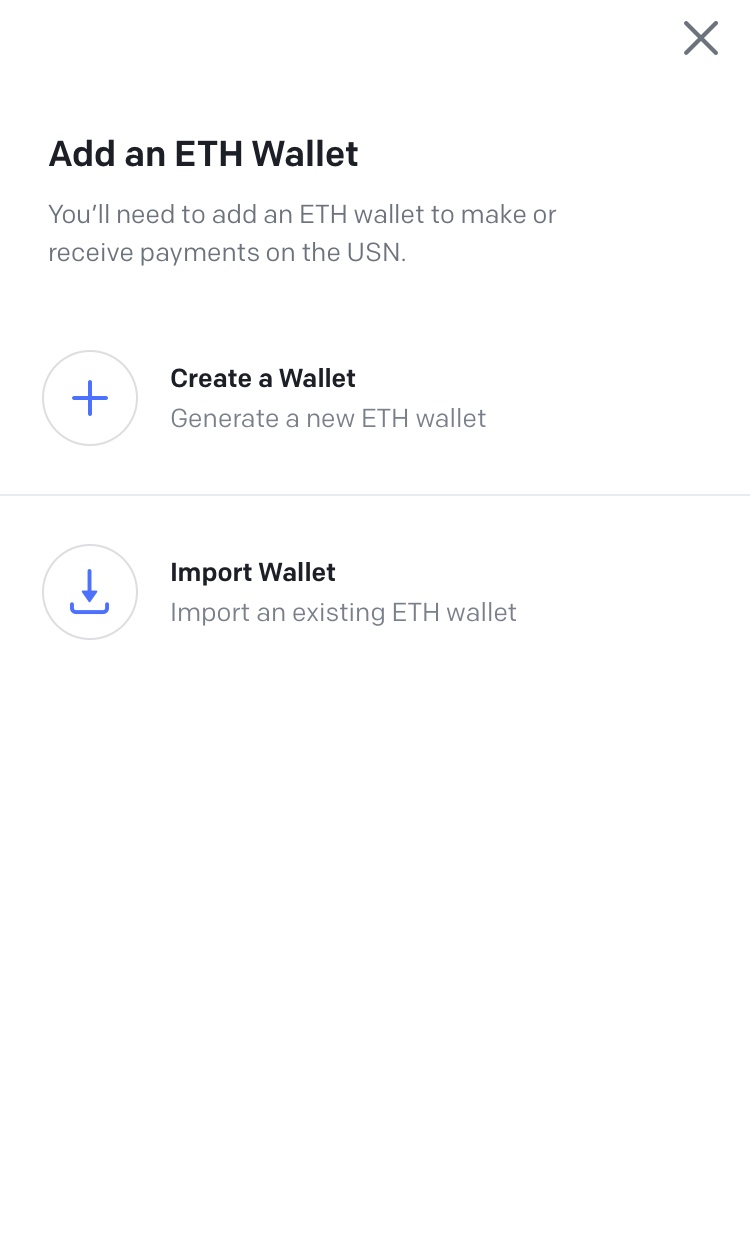 Add an ETH Wallet
You’ll need to add an ETH wallet to make or
receive payments on the USN.
Create a Wallet
Generate a new ETH wallet
Import Wallet
Import an existing ETH wallet